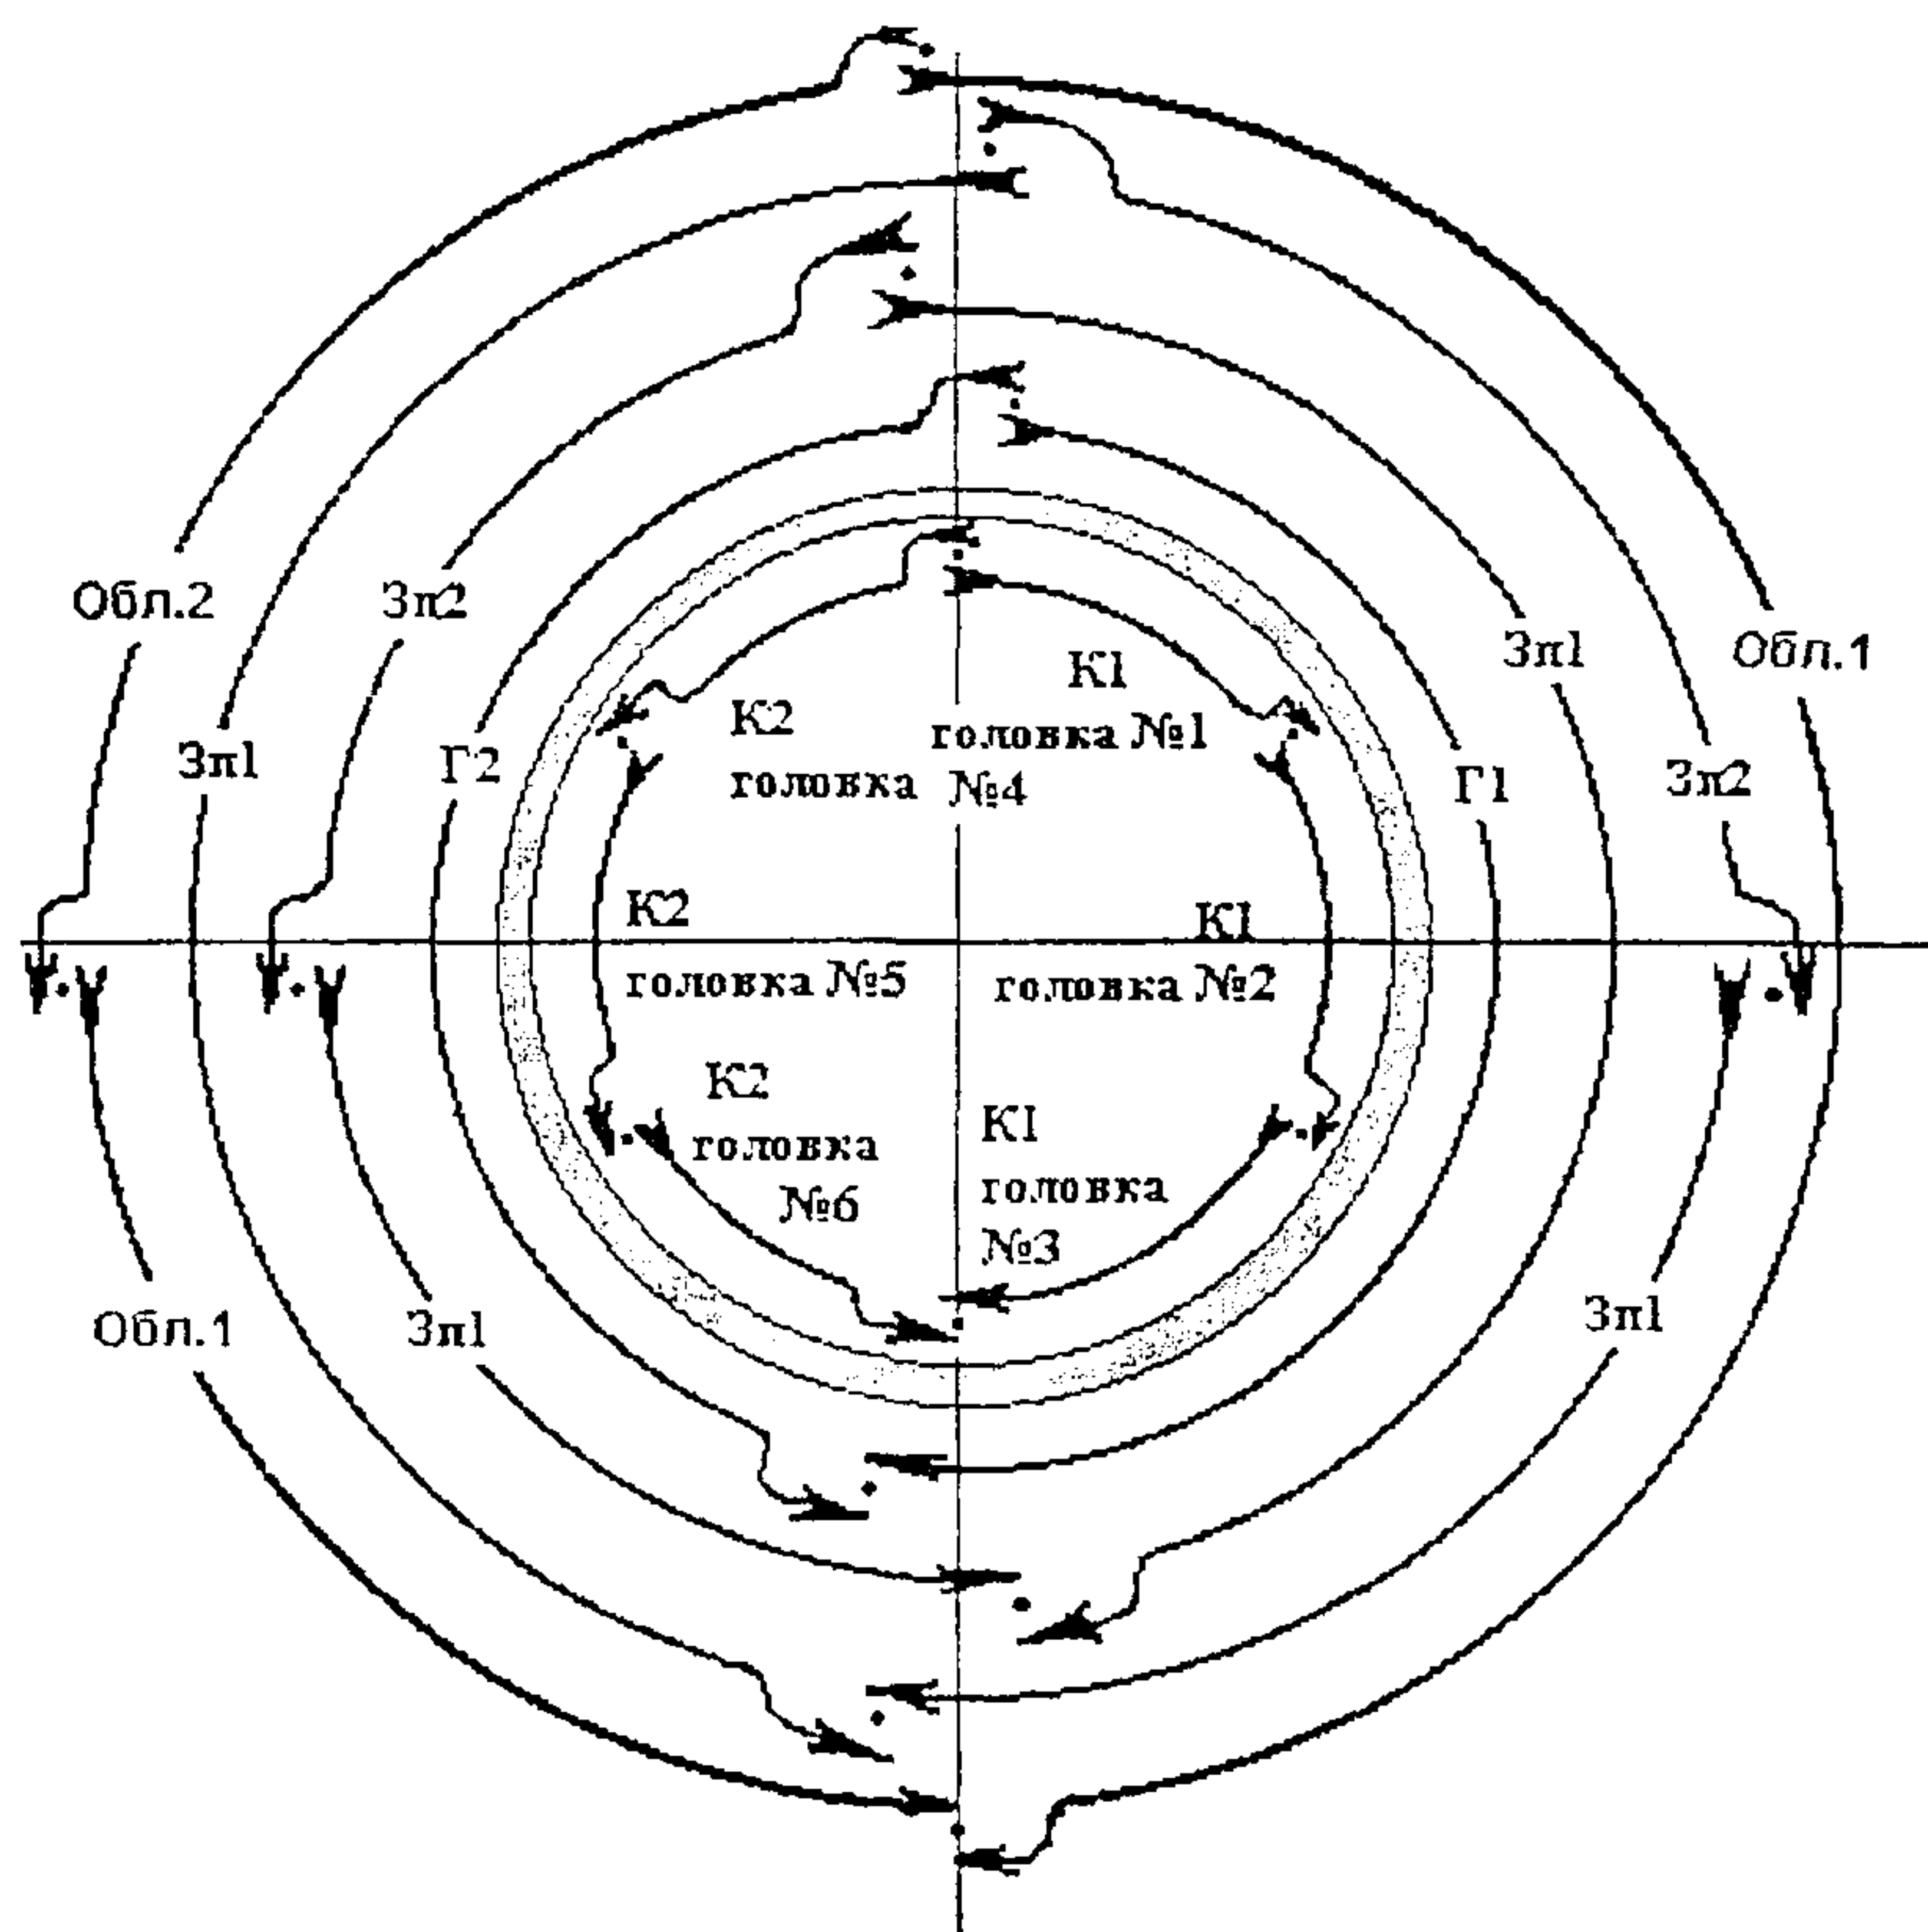 Обл.2
Зп2
Зп1
Обл.1
К1
К2
головка №1
Зп1
Г2
головка №4
Г1
Зп2
К2
К1
головка №5
головка №2
К2
К1
головка
№6
головка
№3
Обл.1
Зп1
Зп1